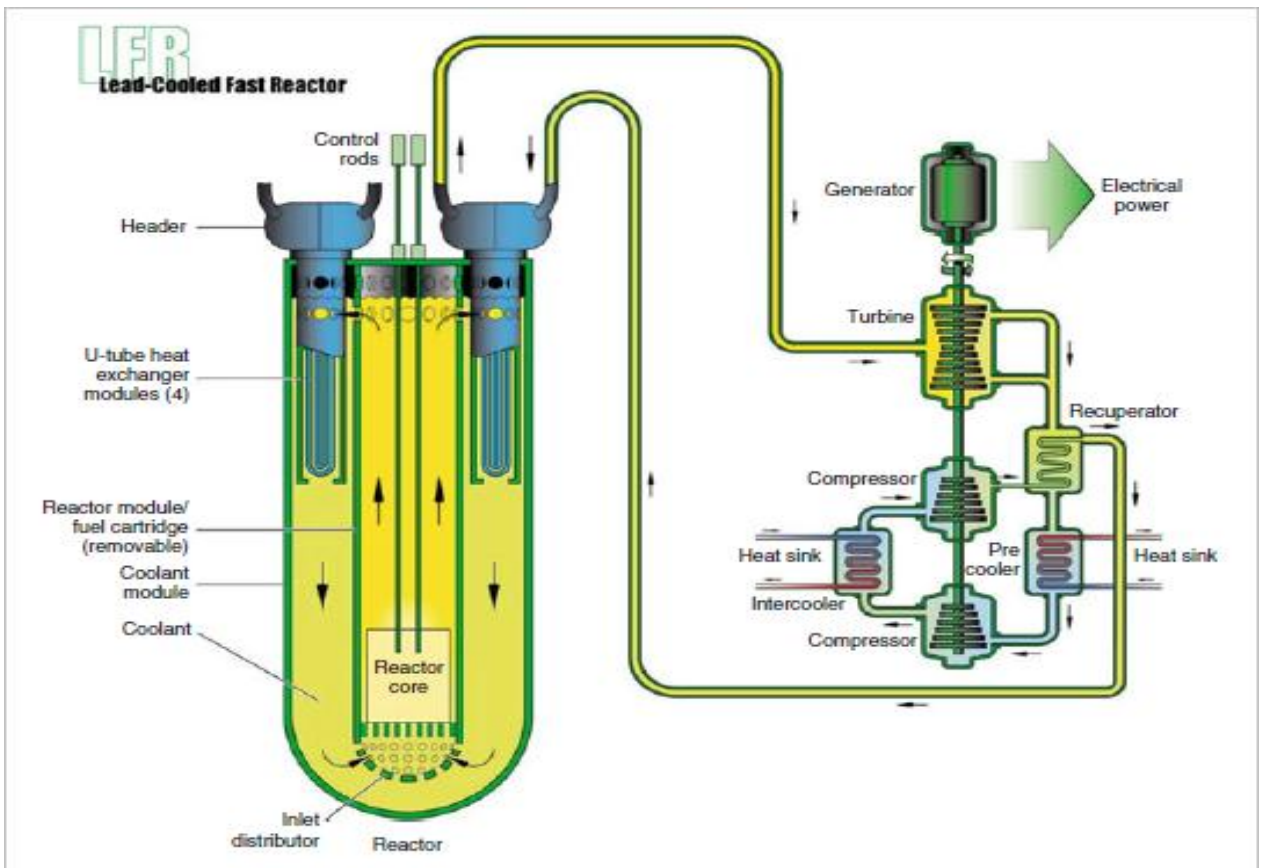 LFR
Lead-Cooled Fast Reactor
Control
rods
Header
U-tube heat
exchanger
modules (4)
Reactor module/
fuel cartridge
(removable)
Coolant
module
Coolant
Reactor
core
Inlet
distributor
Reactor
Generator
Electrical
power
Turbine
Recuperator
Compressor
Heat sink
Pre
cooler
Heat sink
Intercooler
Compressor